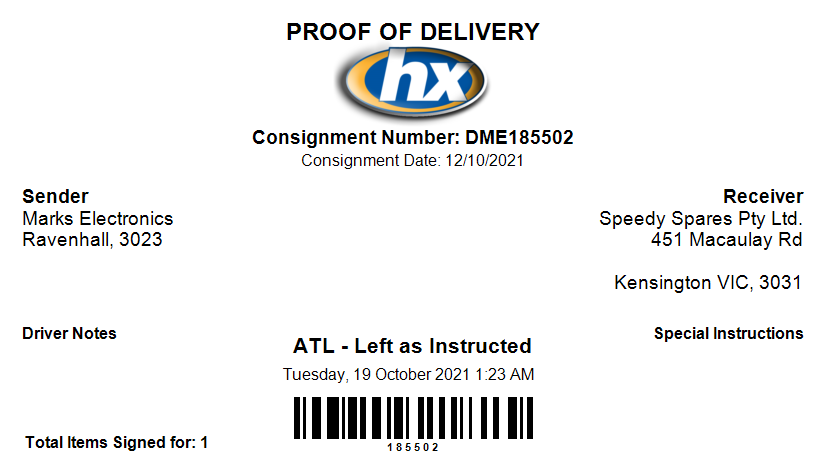 PROOF OF DELIVERY
hx
Consignment Number: DME185502
Consignment Date: 12/10/2021
Sender
Marks Electronics
Ravenhall, 3023
Receiver
Speedy Spares Pty Ltd.
451 Macaulay Rd
Kensington VIC, 3031
Driver Notes
Special Instructions
ATL - Left as Instructed
Tuesday, 19 October 2021 1:23 AM
185502
Total Items Signed for: 1